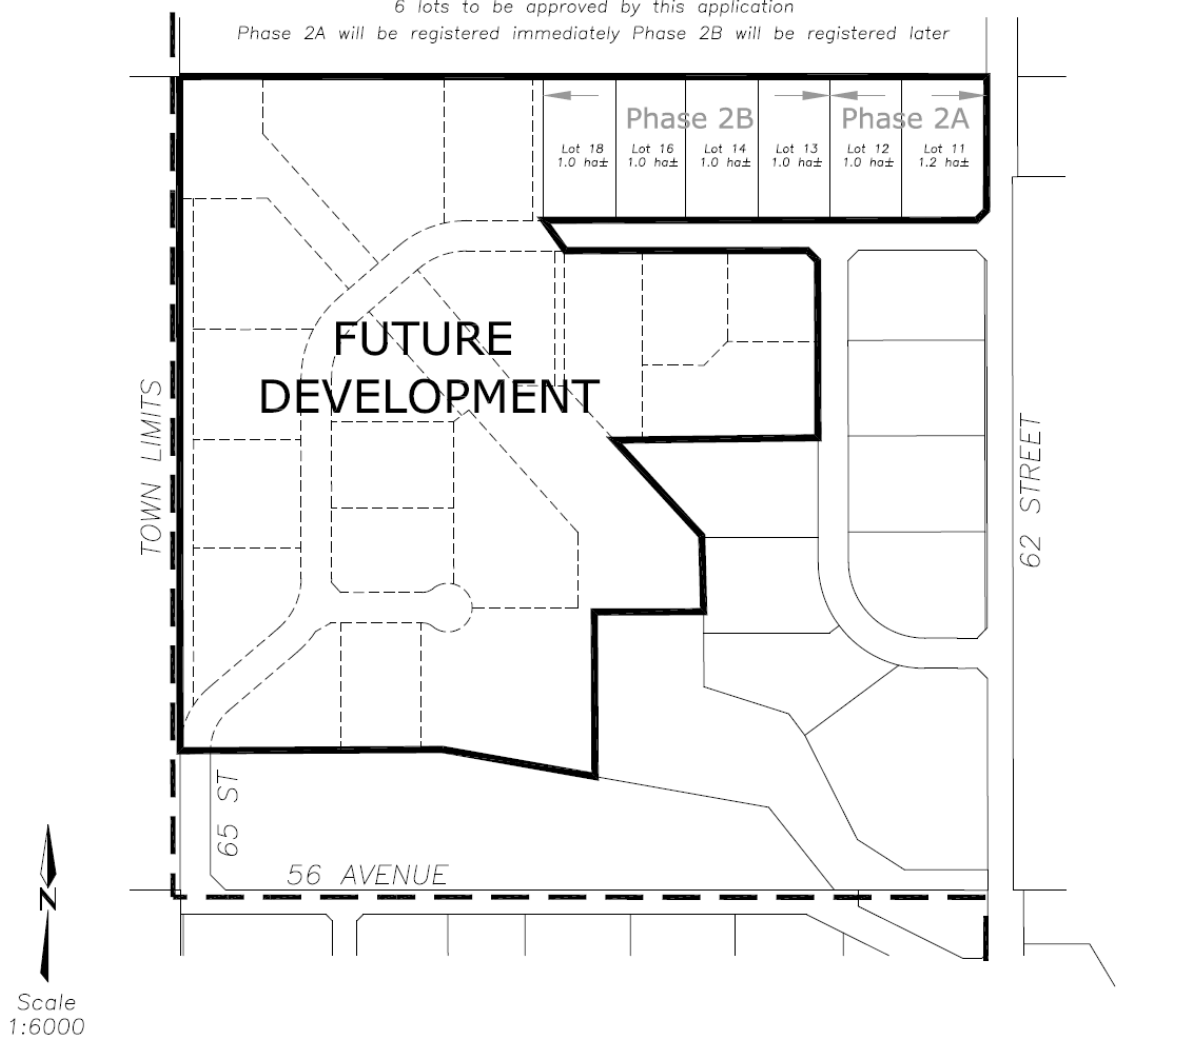 6 lots to be approved by this application
Phase 2A will be registered immediately Phase 2B will be registered later
Phase 2B
Phase 2A
Lot 18
1.0 ha±
Lot 16
1.0 ha±
Lot 14
1.0 ha±
Lot 13
1.0 ha±
Lot 12
1.0 ha±
Lot 11
1.2 ha±
FUTURE
DEVELOPMENT
TOWN LIMITS
62 STREET
65 ST
56 AVENUE
N
Scale
1:6000